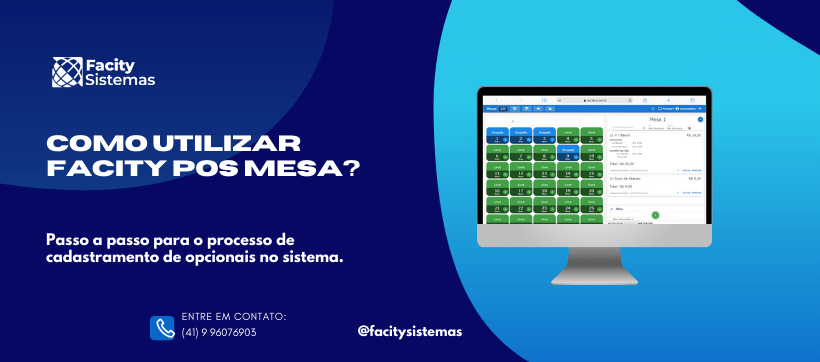 Facity
Sistemas
COMO UTILIZAR
FACITY POS MESA?
Passo a passo para o processo de
cadastramento de opcionais no sistema.
ENTRE EM CONTATO:
(41) 9 96076903
@facitysistemas
Mesa 1